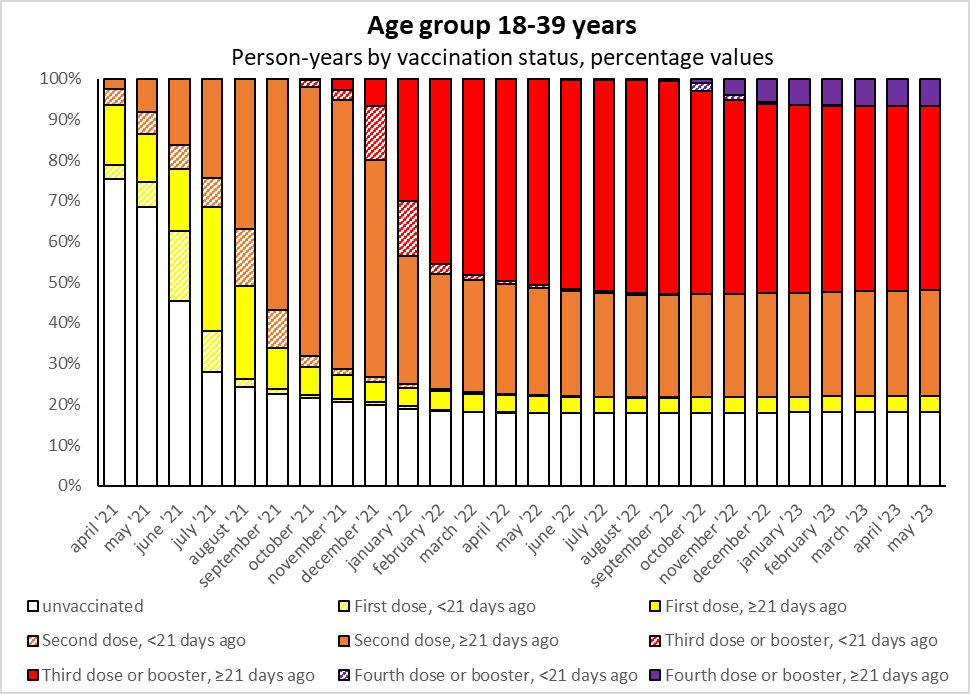 Age group 18-39 years
Person-years by vaccination status, percentage values
100%
90%
80%
70%
60%
50%
40%
30%
20%
10%
0%
april '21
may '21
june '21
july '21
august '21
september '21
october '21
november '21
december '21
january '22
february '22
march '22
april '22
may '22
june '22
july '22
august '22
september '22
october '22
november '22
december '22
january '23
february '23
march '23
april '23
may '23
unvaccinated First dose, <21 days ago First dose, ≥21 days ago
Second dose, <21 days ago Second dose, ≥21 days ago Third dose or booster, <21 days ago
Third dose or booster, ≥21 days ago Fourth dose or booster, <21 days ago Fourth dose or booster, ≥21 days ago